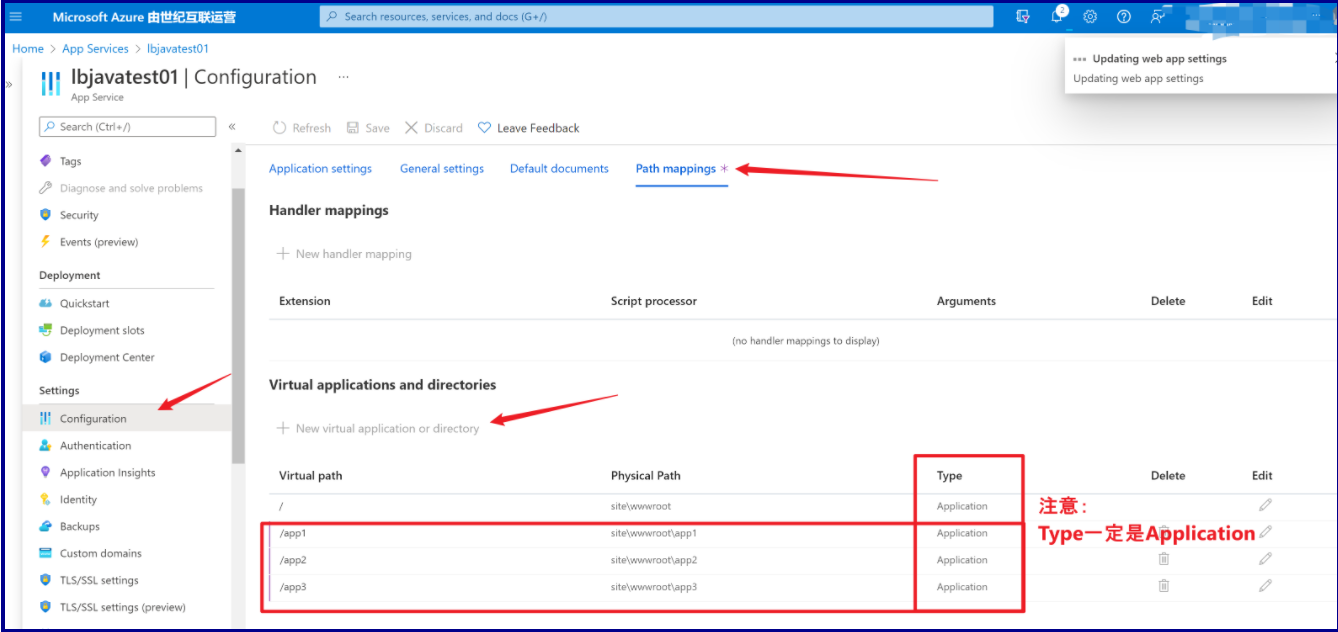 Microsoft Azure 由世纪互联运营
Search resources, services, and docs (G+/)
2
Home > App Services > lbjavatest01
Updating web app settings
Updating web app settings
lbjavatest01 | Configuration ...
App Service
Search (Ctrl+/)
Refresh Save Discard Leave Feedback
Tags
Diagnose and solve problems
Security
Events (preview)
Deployment
Quickstart
Deployment slots
Deployment Center
Settings
Configuration
Authentication
Application Insights
Identity
Backups
Custom domains
TLS/SSL settings
TLS/SSL settings (preview)
Application settings General settings Default documents Path mappings *
Handler mappings
+ New handler mapping
Extension Script processor Arguments Delete Edit
(no handler mappings to display)
Virtual applications and directories
+ New virtual application or directory
Virtual path Physical Path Type Delete Edit
/ site\wwwroot Application
/app1 site\wwwroot\app1 Application
/app2 site\wwwroot\app2 Application
/app3 site\wwwroot\app3 Application
注意：
Type一定是Application